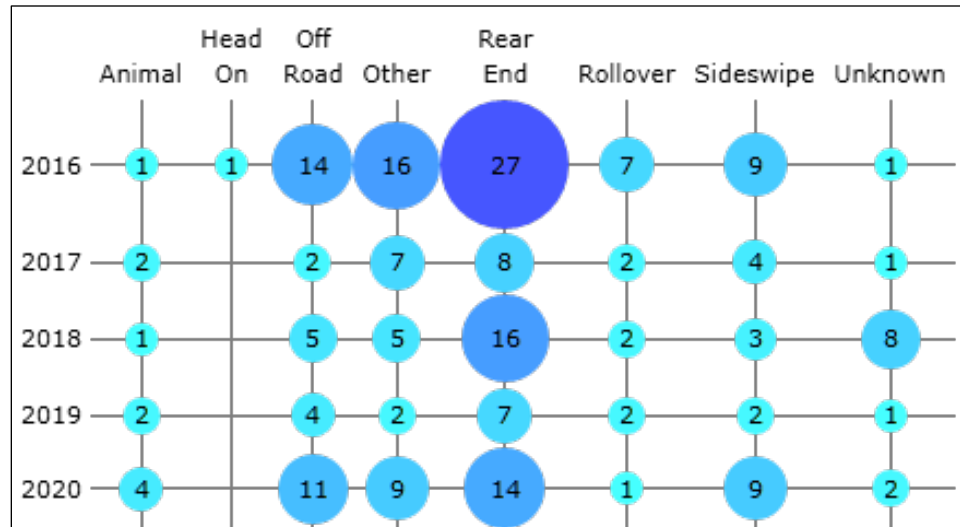 Head Off Rear
Animal On Road Other End Rollover Sideswipe Unknown
2016 1 1 14 16 27 7 9 1
2017 2 2 7 8 2 4 1
2018 1 5 5 16 2 3 8
2019 2 4 2 7 2 2 1
2020 4 11 9 14 1 9 2